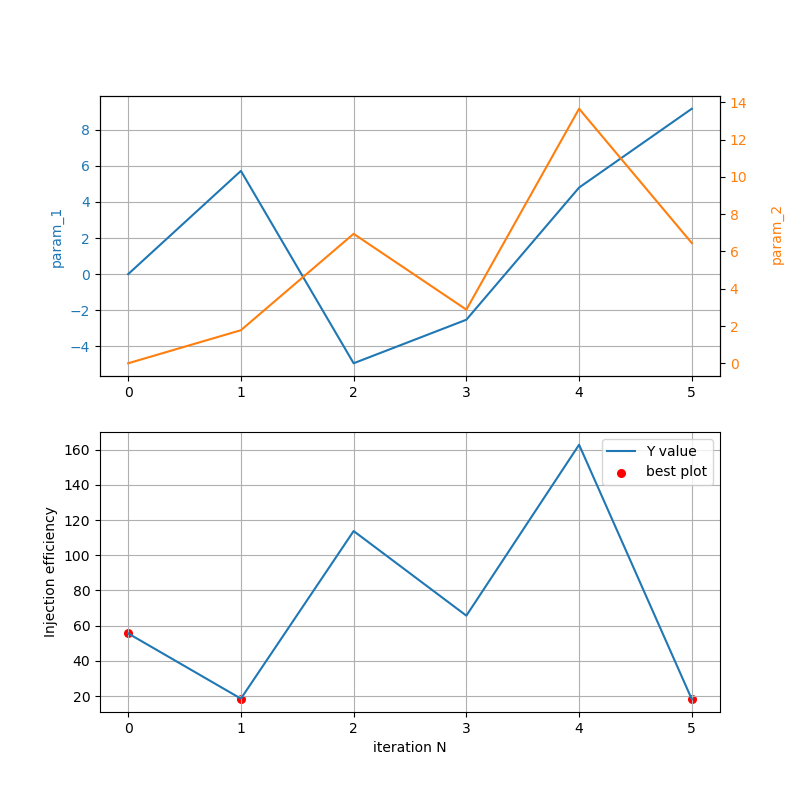 8
6
4
2
0
−2
−4
param_1
14
12
10
8
6
4
2
0
param_2
0 1 2 3 4 5
160
140
120
100
80
60
40
20
Injection efficiency
Y value
best plot
0 1 2 3 4 5
iteration N